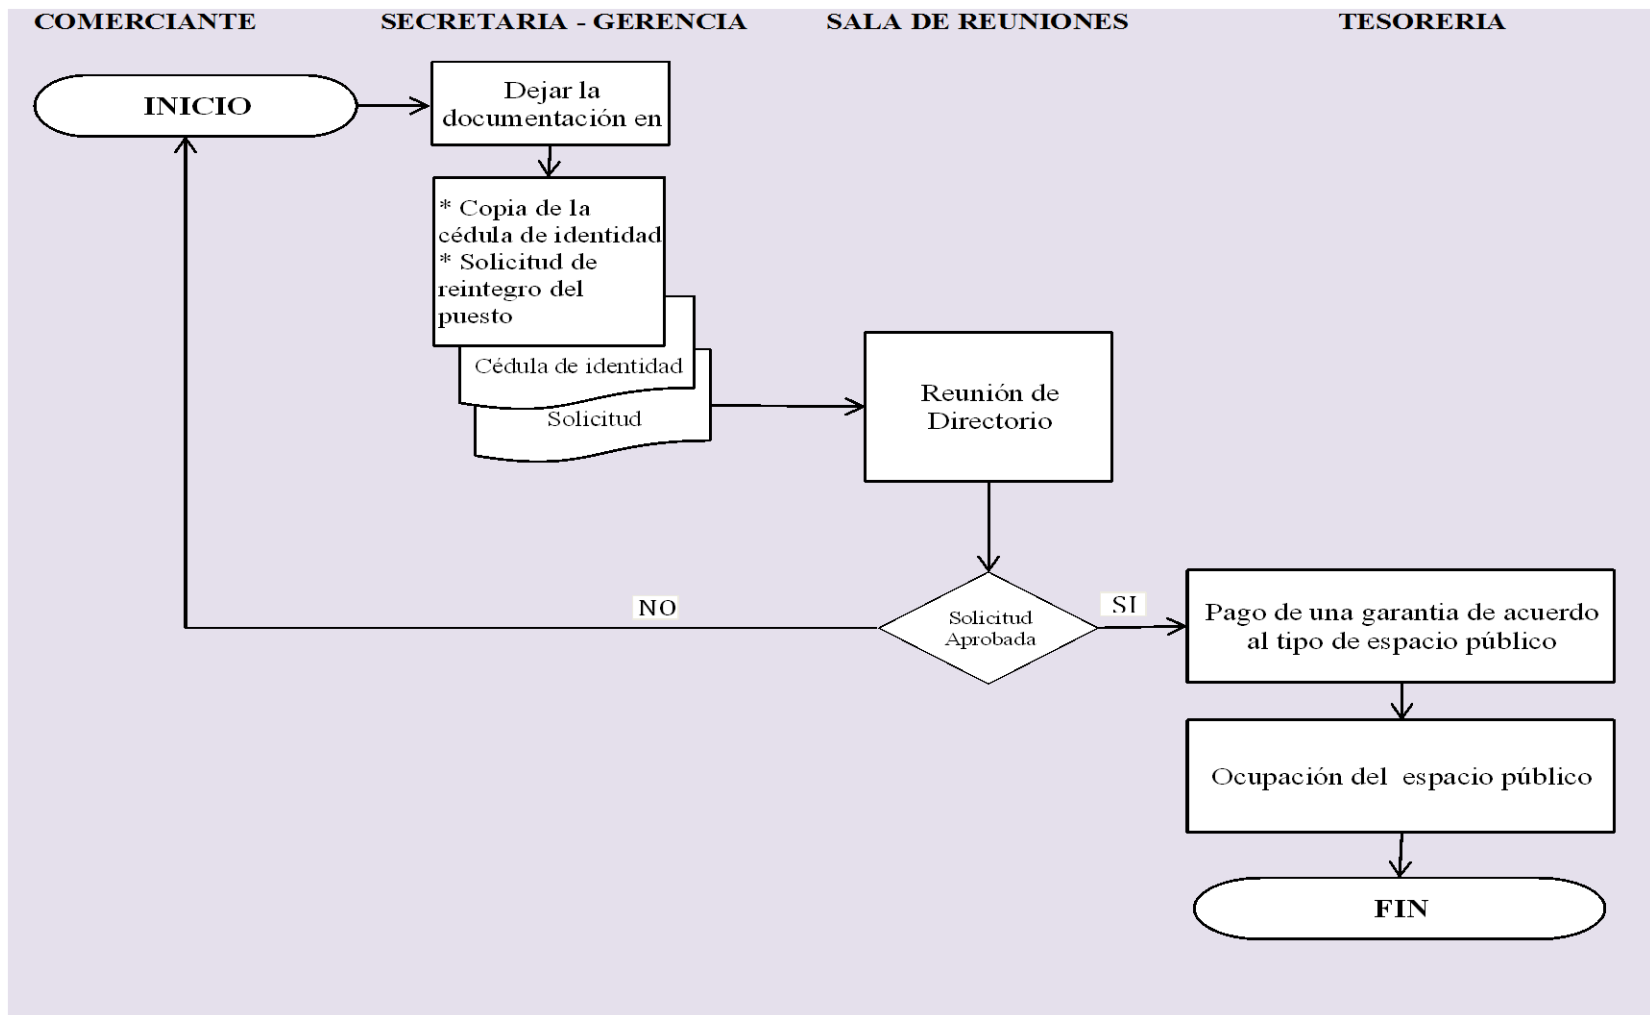 COMERCIANTE
SECRETARIA - GERENCIA
SALA DE REUNIONES
TESORERIA
INICIO
Dejar la
documentación en
* Copia de la
cédula de identidad
* Solicitud de
reintegro del
puesto
Cédula de identidad
Solicitud
Reunión de
Directorio
Solicitud
Aprobada
NO
SI
Pago de una garantia de acuerdo
al tipo de espacio público
Ocupación del  espacio público
FIN